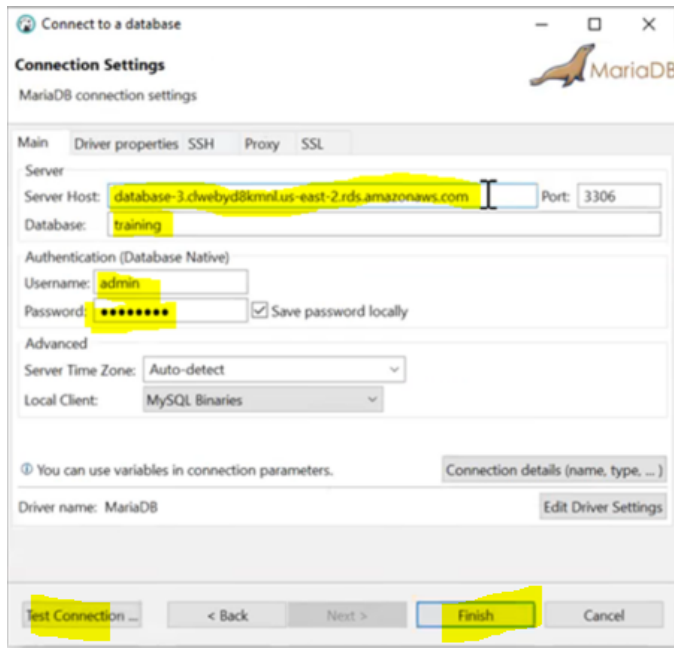 Connect to a database
Connection Settings
MariaDB
MariaDB connection settings
Main Driver properties SSH Proxy SSL
Server
Server Host: database-3.clwebyd8kmnl.us-east-2.rds.amazonaws.com Port: 3306
Database: training
Authentication (Database Native)
Username: admin
Password: •••••••• Save password locally
Advanced
Server Time Zone: Auto-detect
Local Client: MySQL Binaries
You can use variables in connection parameters. Connection details (name, type, ... )
Driver name: MariaDB Edit Driver Settings
Test Connection ... < Back Next > Finish Cancel